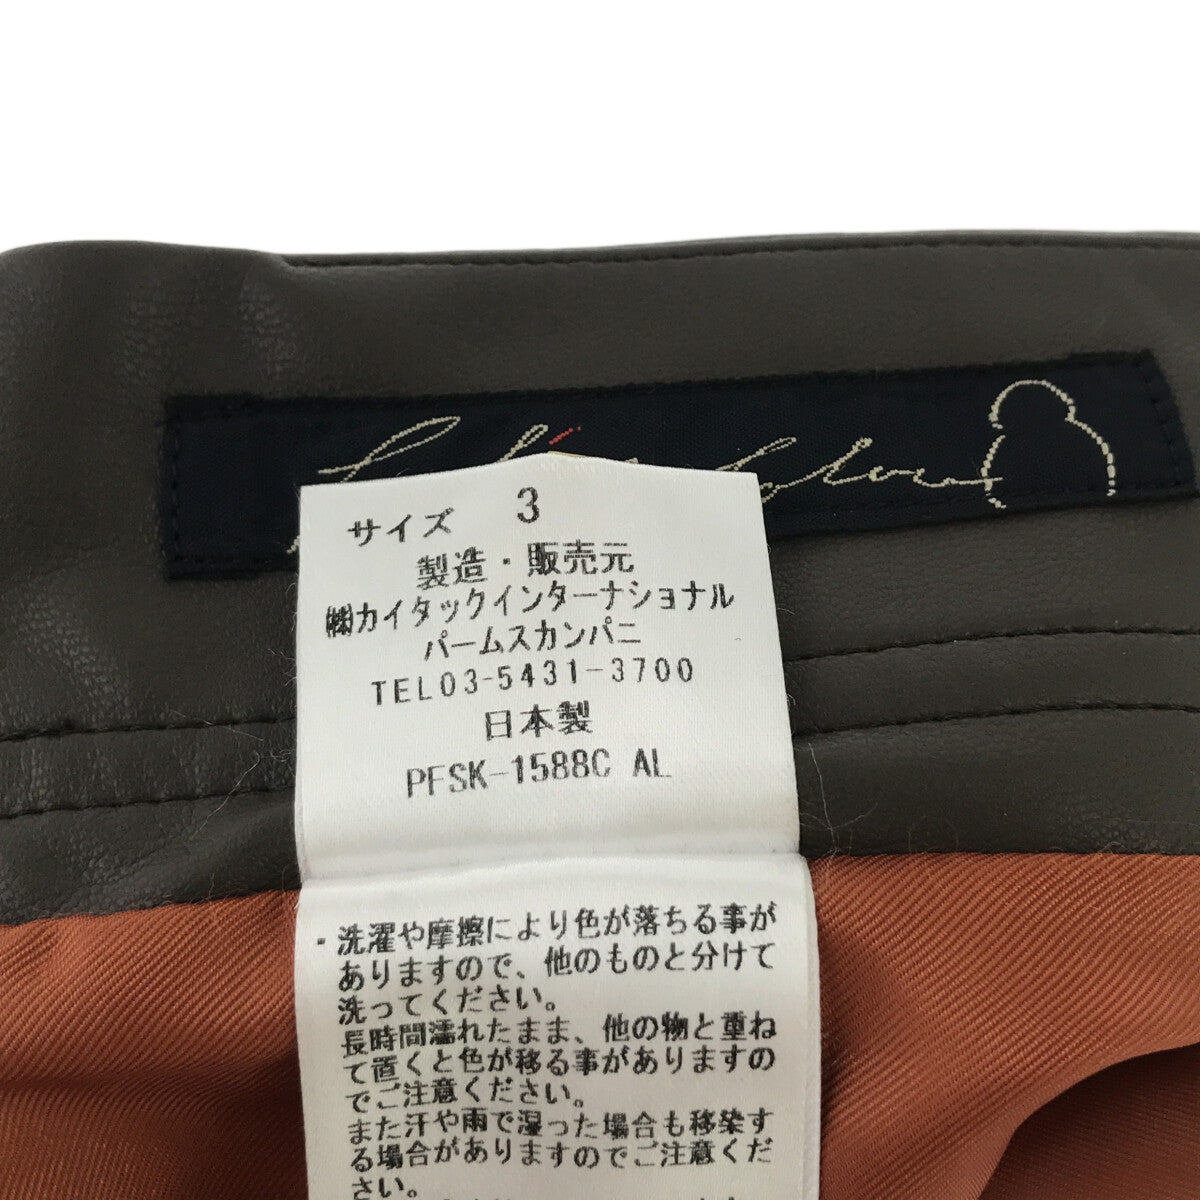 サイズ 3
製造・販売元
㈱カイタックインターナショナル
パームスカンパニ
TEL03-5431-3700
日本製
PFSK-1588C AL
・洗濯や摩擦により色が落ちる事が
ありますので、他のものと分けて
洗ってください。
長時間濡れたまま、他の物と重ね
て置くと色が移る事がありますの
でご注意ください。
また汗や雨で湿った場合も移染す
る場合がありますのでご注意くだ
さい。